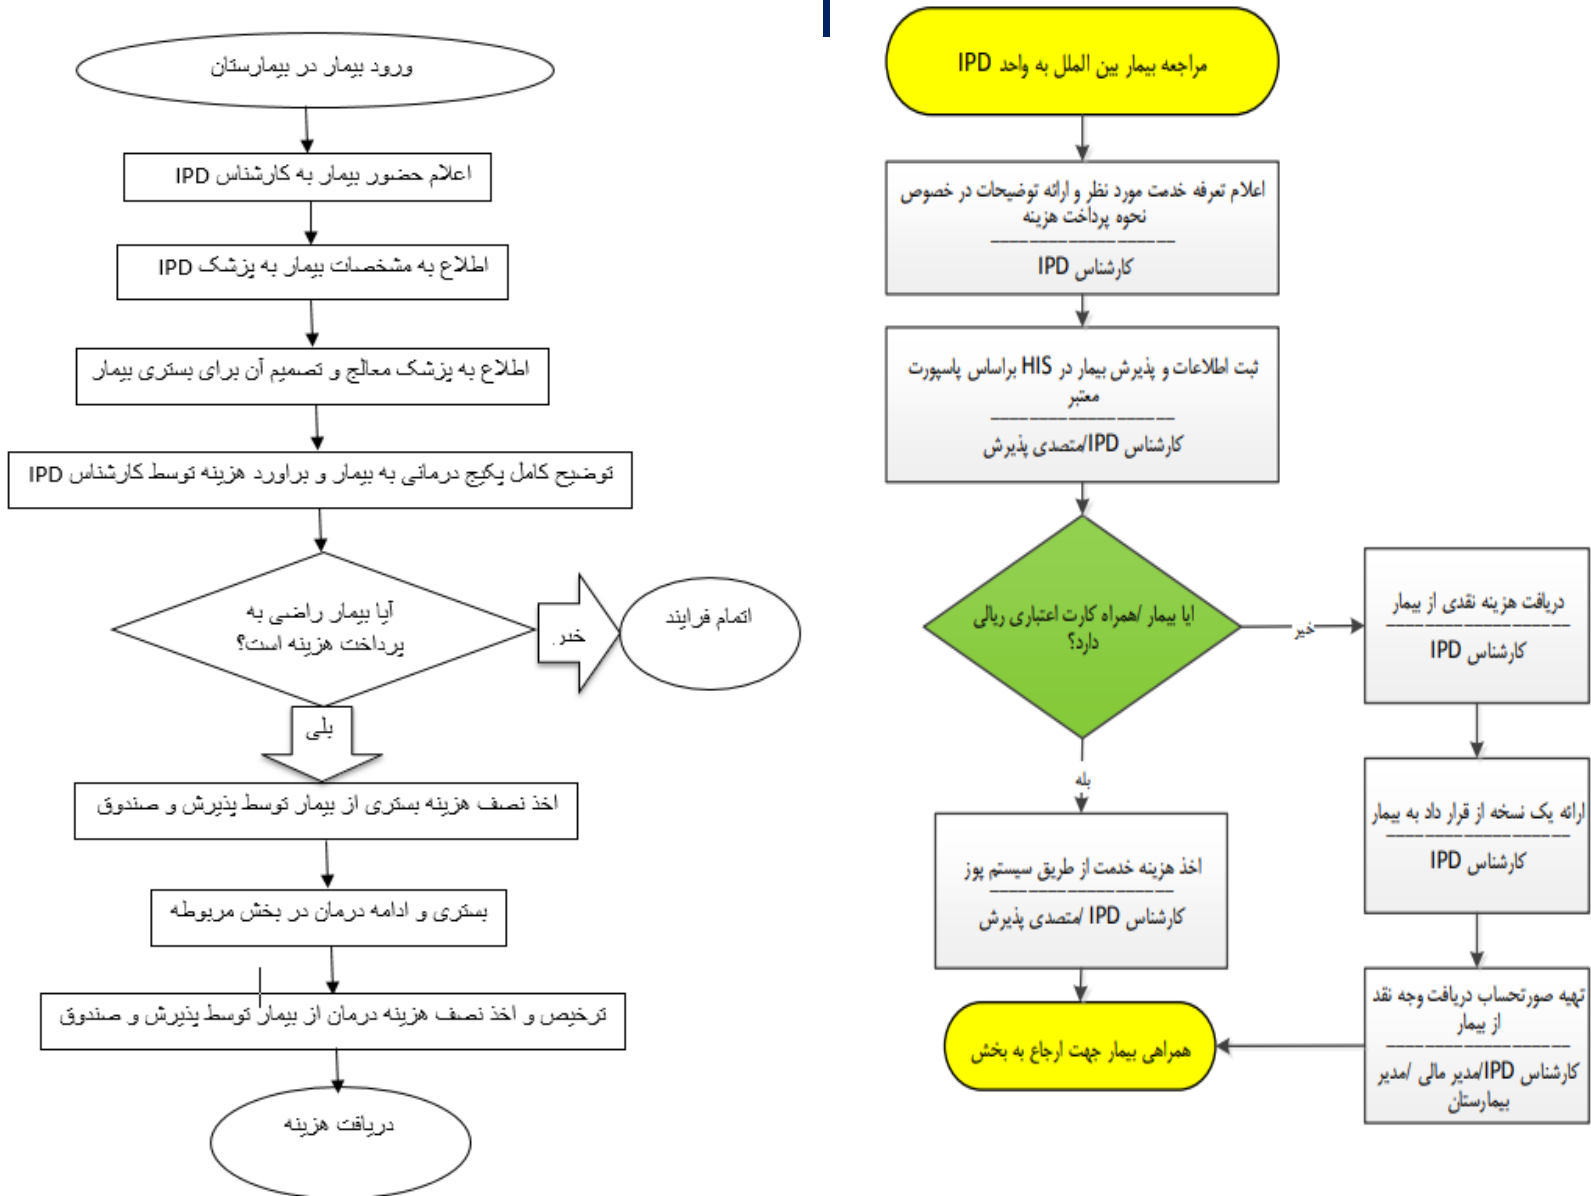 ورود بیمار در بیمارستان
اعلام حضور بیمار به کارشناس IPD
اطلاع به مشخصات بیمار به پزشک IPD
اطلاع به پزشک معالج و تصمیم آن برای بستری بیمار
توضیح کامل پکیج درمانی به بیمار و براورد هزینه توسط کارشناس IPD
آیا بیمار راضی به
پرداخت هزینه است؟
خیر.
اتمام فرایند
بلی
اخذ نصف هزینه بستری از بیمار توسط پذیرش و صندوق
بستری و ادامه درمان در بخش مربوطه
ترخیص و اخذ نصف هزینه درمان از بیمار توسط پذیرش و صندوق
دریافت هزینه
مراجعه بیمار بین الملل به واحد IPD
اعلام تعرفه خدمت مورد نظر و ارائه توضیحات در خصوص
نحوه پرداخت هزینه
--------------------
کارشناس IPD
ثبت اطلاعات و پذیرش بیمار در HIS براساس پاسپورت
معتبر
--------------------
کارشناس IPD/متصدی پذیرش
ایا بیمار /همراه کارت اعتباری ریالی
دارد؟
خیر
دریافت هزینه نقدی از بیمار
--------------------
کارشناس IPD
ارائه یک نسخه از قرار داد به بیمار
--------------------
کارشناس IPD
تهیه صورتحساب دریافت وجه نقد
از بیمار
--------------------
کارشناس IPD/مدیر مالی /مدیر
بیمارستان
بله
اخذ هزینه خدمت از طریق سیستم پوز
--------------------
کارشناس IPD /متصدی پذیرش
همراهی بیمار جهت ارجاع به بخش